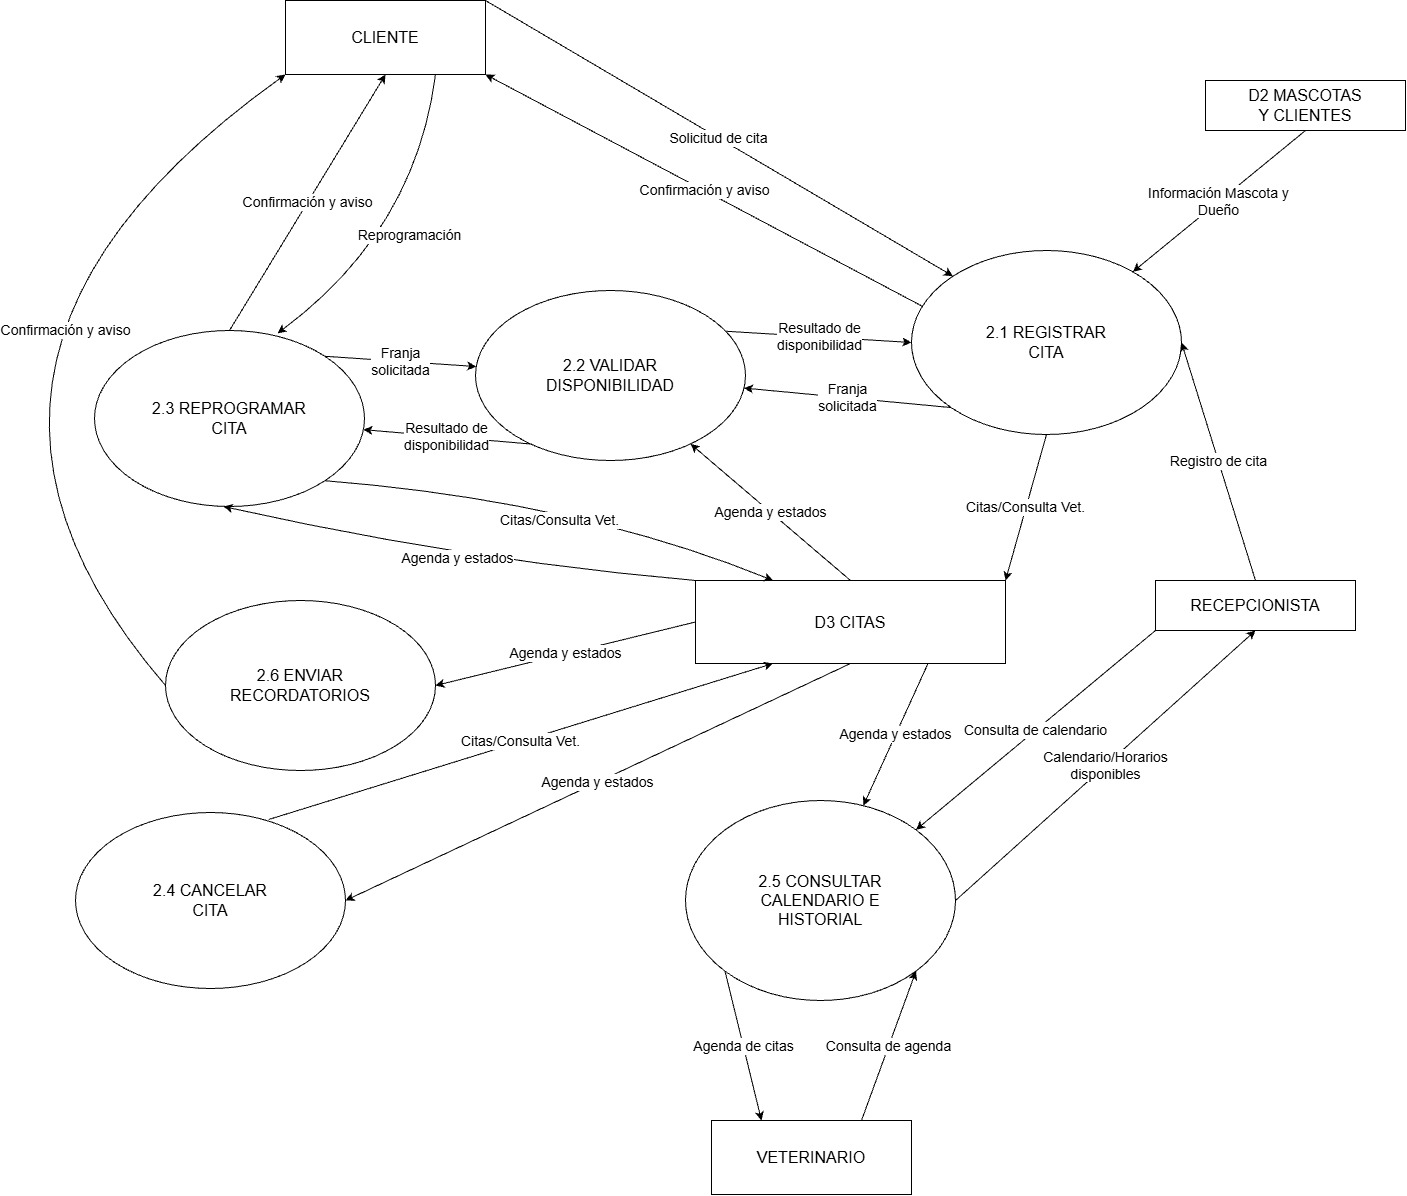 CLIENTE
D2 MASCOTAS
Y CLIENTES
Solicitud de cita
Confirmación y aviso
Información Mascota y
Dueño
Confirmación y aviso
Reprogramación
Confirmación y aviso
2.1 REGISTRAR
CITA
Resultado de
disponibilidad
Franja
solicitada
2.2 VALIDAR
DISPONIBILIDAD
Franja
solicitada
2.3 REPROGRAMAR
CITA
Resultado de
disponibilidad
Registro de cita
Citas/Consulta Vet.
Agenda y estados
Citas/Consulta Vet.
Agenda y estados
RECEPCIONISTA
D3 CITAS
Agenda y estados
2.6 ENVIAR
RECORDATORIOS
Citas/Consulta Vet.
Agenda y estados
Agenda y estados
Consulta de calendario
Calendario/Horarios
disponibles
2.4 CANCELAR
CITA
2.5 CONSULTAR
CALENDARIO E
HISTORIAL
Agenda de citas
Consulta de agenda
VETERINARIO